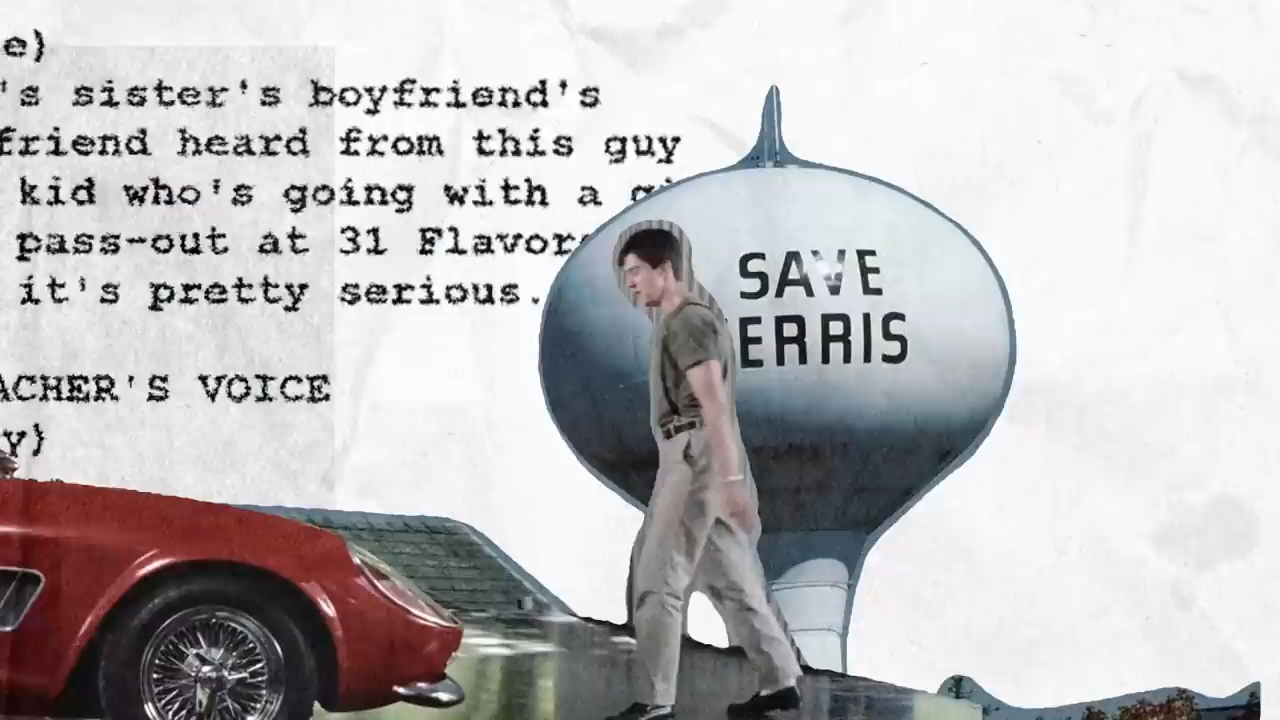 e)
's sister's boyfriend's
friend heard from this guy
kid who's going with a
pass-out at 31 Flavors
it's pretty serious.
ACHER'S VOICE
y)
SAVE
ERRIS